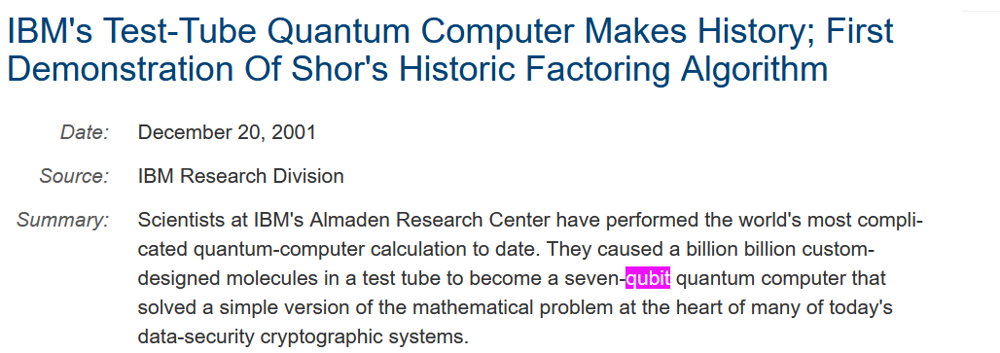 IBM's Test-Tube Quantum Computer Makes History; First
Demonstration Of Shor's Historic Factoring Algorithm
Date: December 20, 2001
Source: IBM Research Division
Summary: Scientists at IBM's Almaden Research Center have performed the world's most compli-
cated quantum-computer calculation to date. They caused a billion billion custom-
designed molecules in a test tube to become a seven-qubit quantum computer that
solved a simple version of the mathematical problem at the heart of many of today's
data-security cryptographic systems.